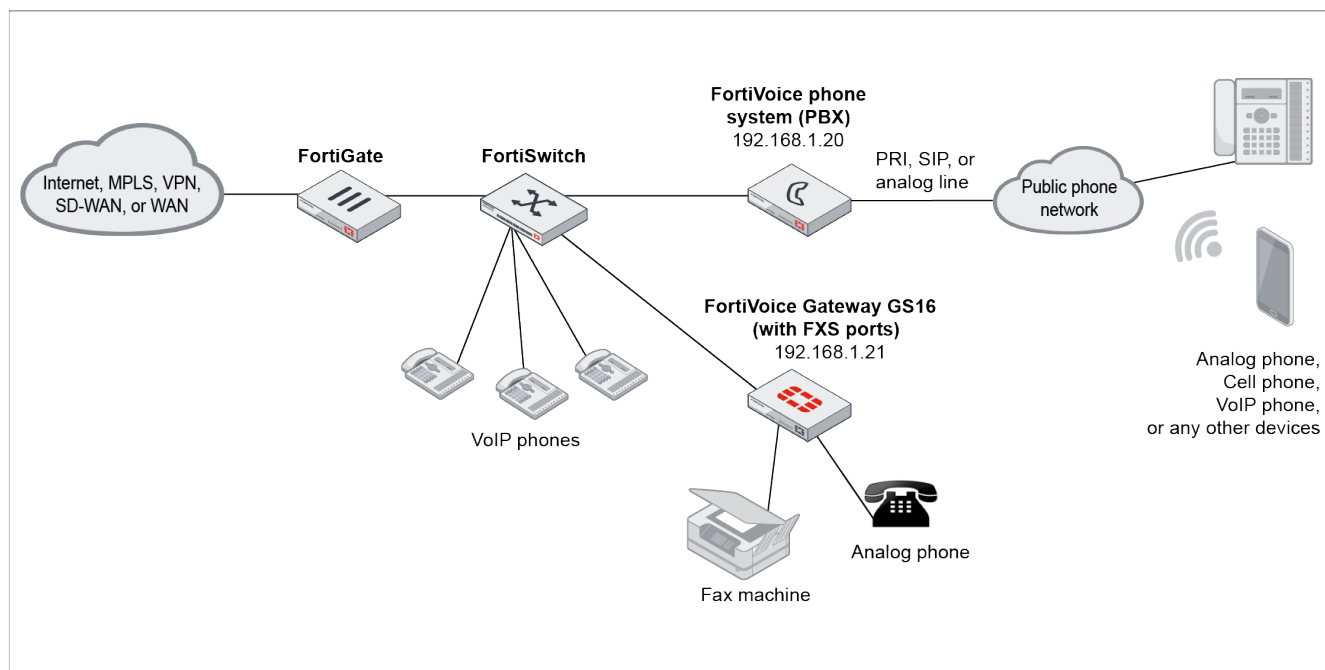 FortiVoice phone
system (PBX)
192.168.1.20
FortiGate
FortiSwitch
PRI, SIP, or
analog line
Internet, MPLS, VPN,
SD-WAN, or WAN
Public phone
network
FortiVoice Gateway GS16
(with FXS ports)
192.168.1.21
Analog phone,
Cell phone,
VoIP phone,
or any other devices
VoIP phones
Analog phone
Fax machine